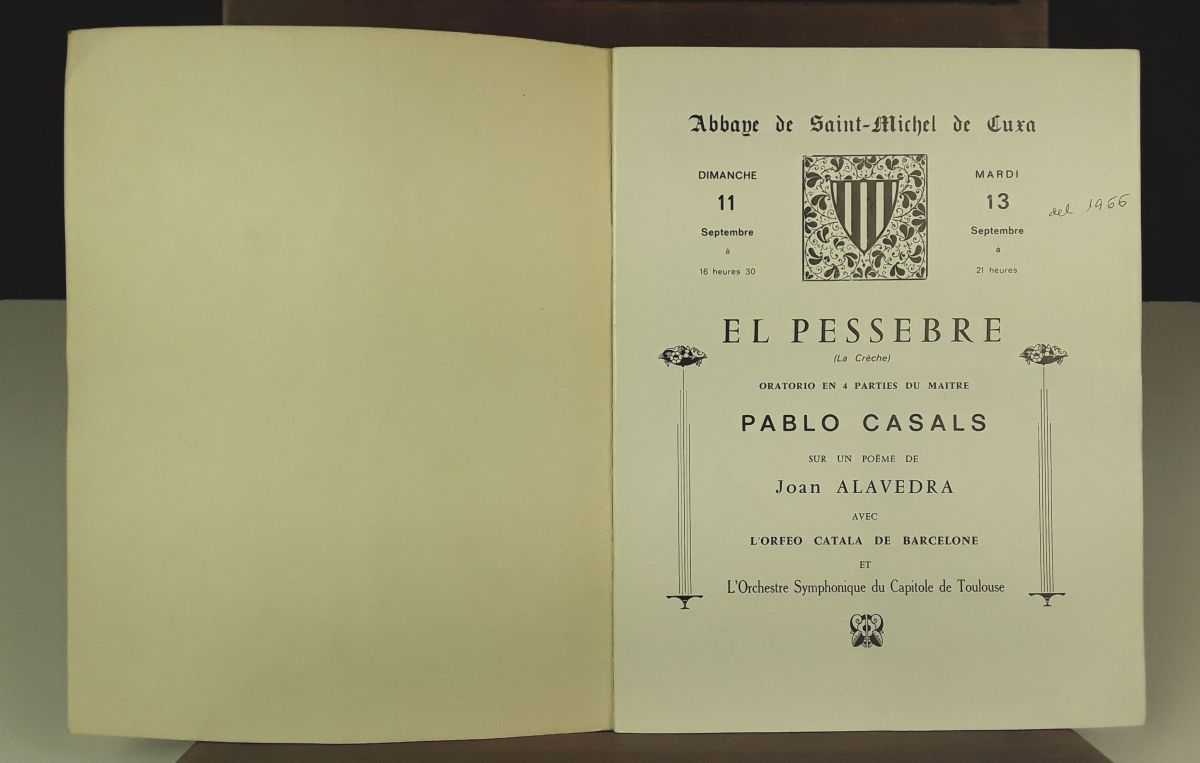 Abbaye de Saint-Michel de Cuxa
DIMANCHE
11
Septembre
à
16 heures 30
MARDI
13
Septembre
à
21 heures
del 1966
EL PESSEBRE
(La Crèche)
ORATORIO EN 4 PARTIES DU MAITRE
PABLO CASALS
SUR UN POËME DE
Joan ALAVEDRA
AVEC
L'ORFEO CATALA DE BARCELONE
ET
L'Orchestre Symphonique du Capitole de Toulouse